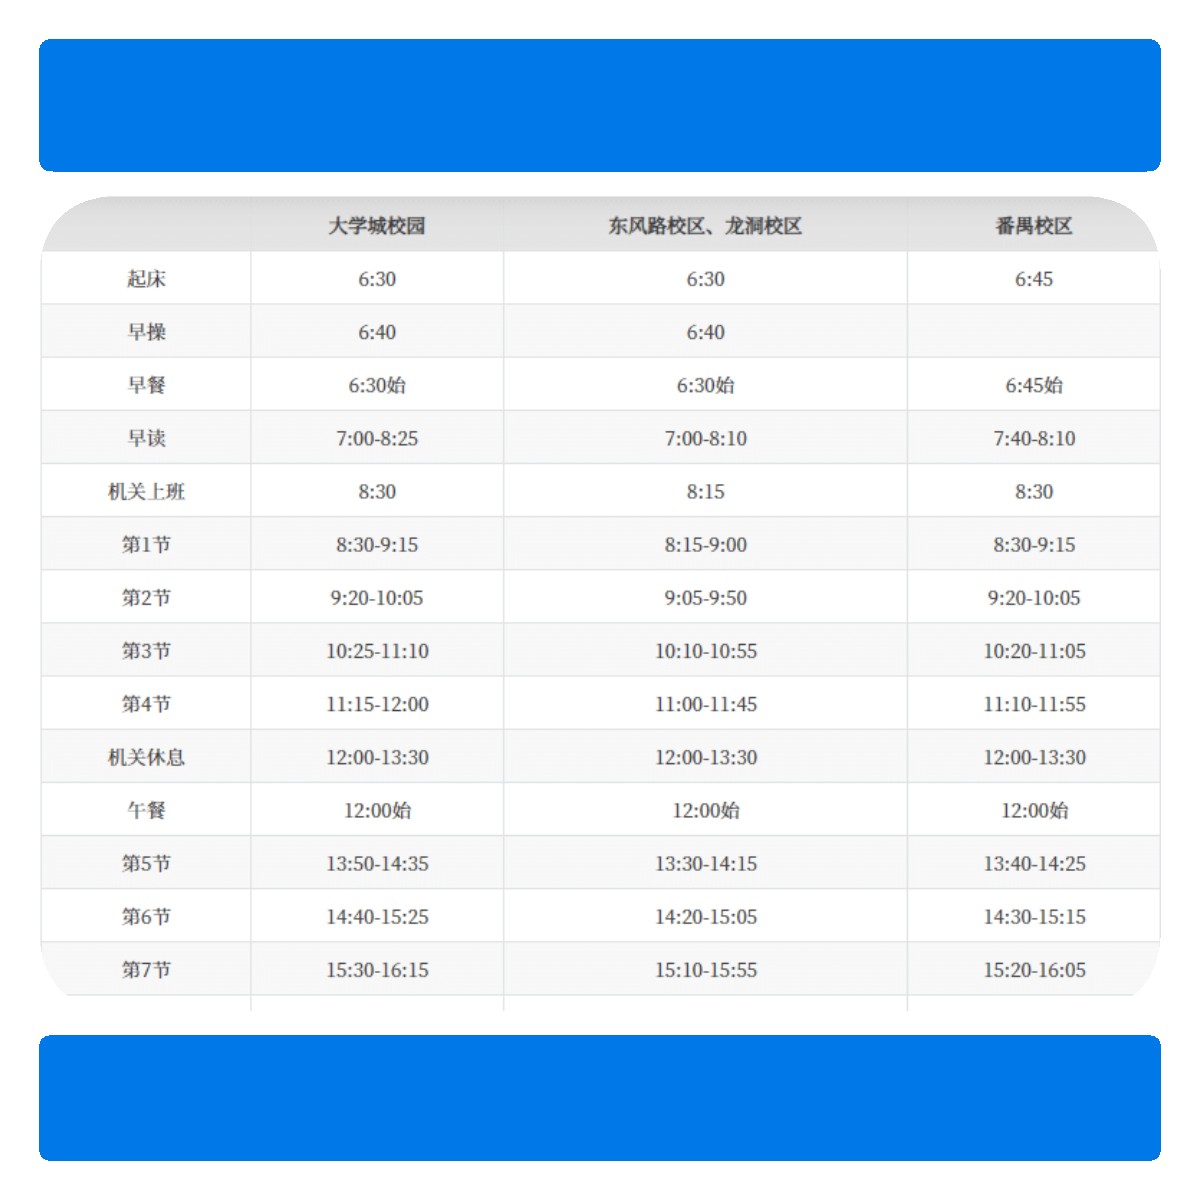 大学城校园 东风路校区、龙洞校区 番禺校区
起床 6:30 6:30 6:45
早操 6:40 6:40
早餐 6:30始 6:30始 6:45始
早读 7:00-8:25 7:00-8:10 7:40-8:10
机关上班 8:30 8:15 8:30
第1节 8:30-9:15 8:15-9:00 8:30-9:15
第2节 9:20-10:05 9:05-9:50 9:20-10:05
第3节 10:25-11:10 10:10-10:55 10:20-11:05
第4节 11:15-12:00 11:00-11:45 11:10-11:55
机关休息 12:00-13:30 12:00-13:30 12:00-13:30
午餐 12:00始 12:00始 12:00始
第5节 13:50-14:35 13:30-14:15 13:40-14:25
第6节 14:40-15:25 14:20-15:05 14:30-15:15
第7节 15:30-16:15 15:10-15:55 15:20-16:05